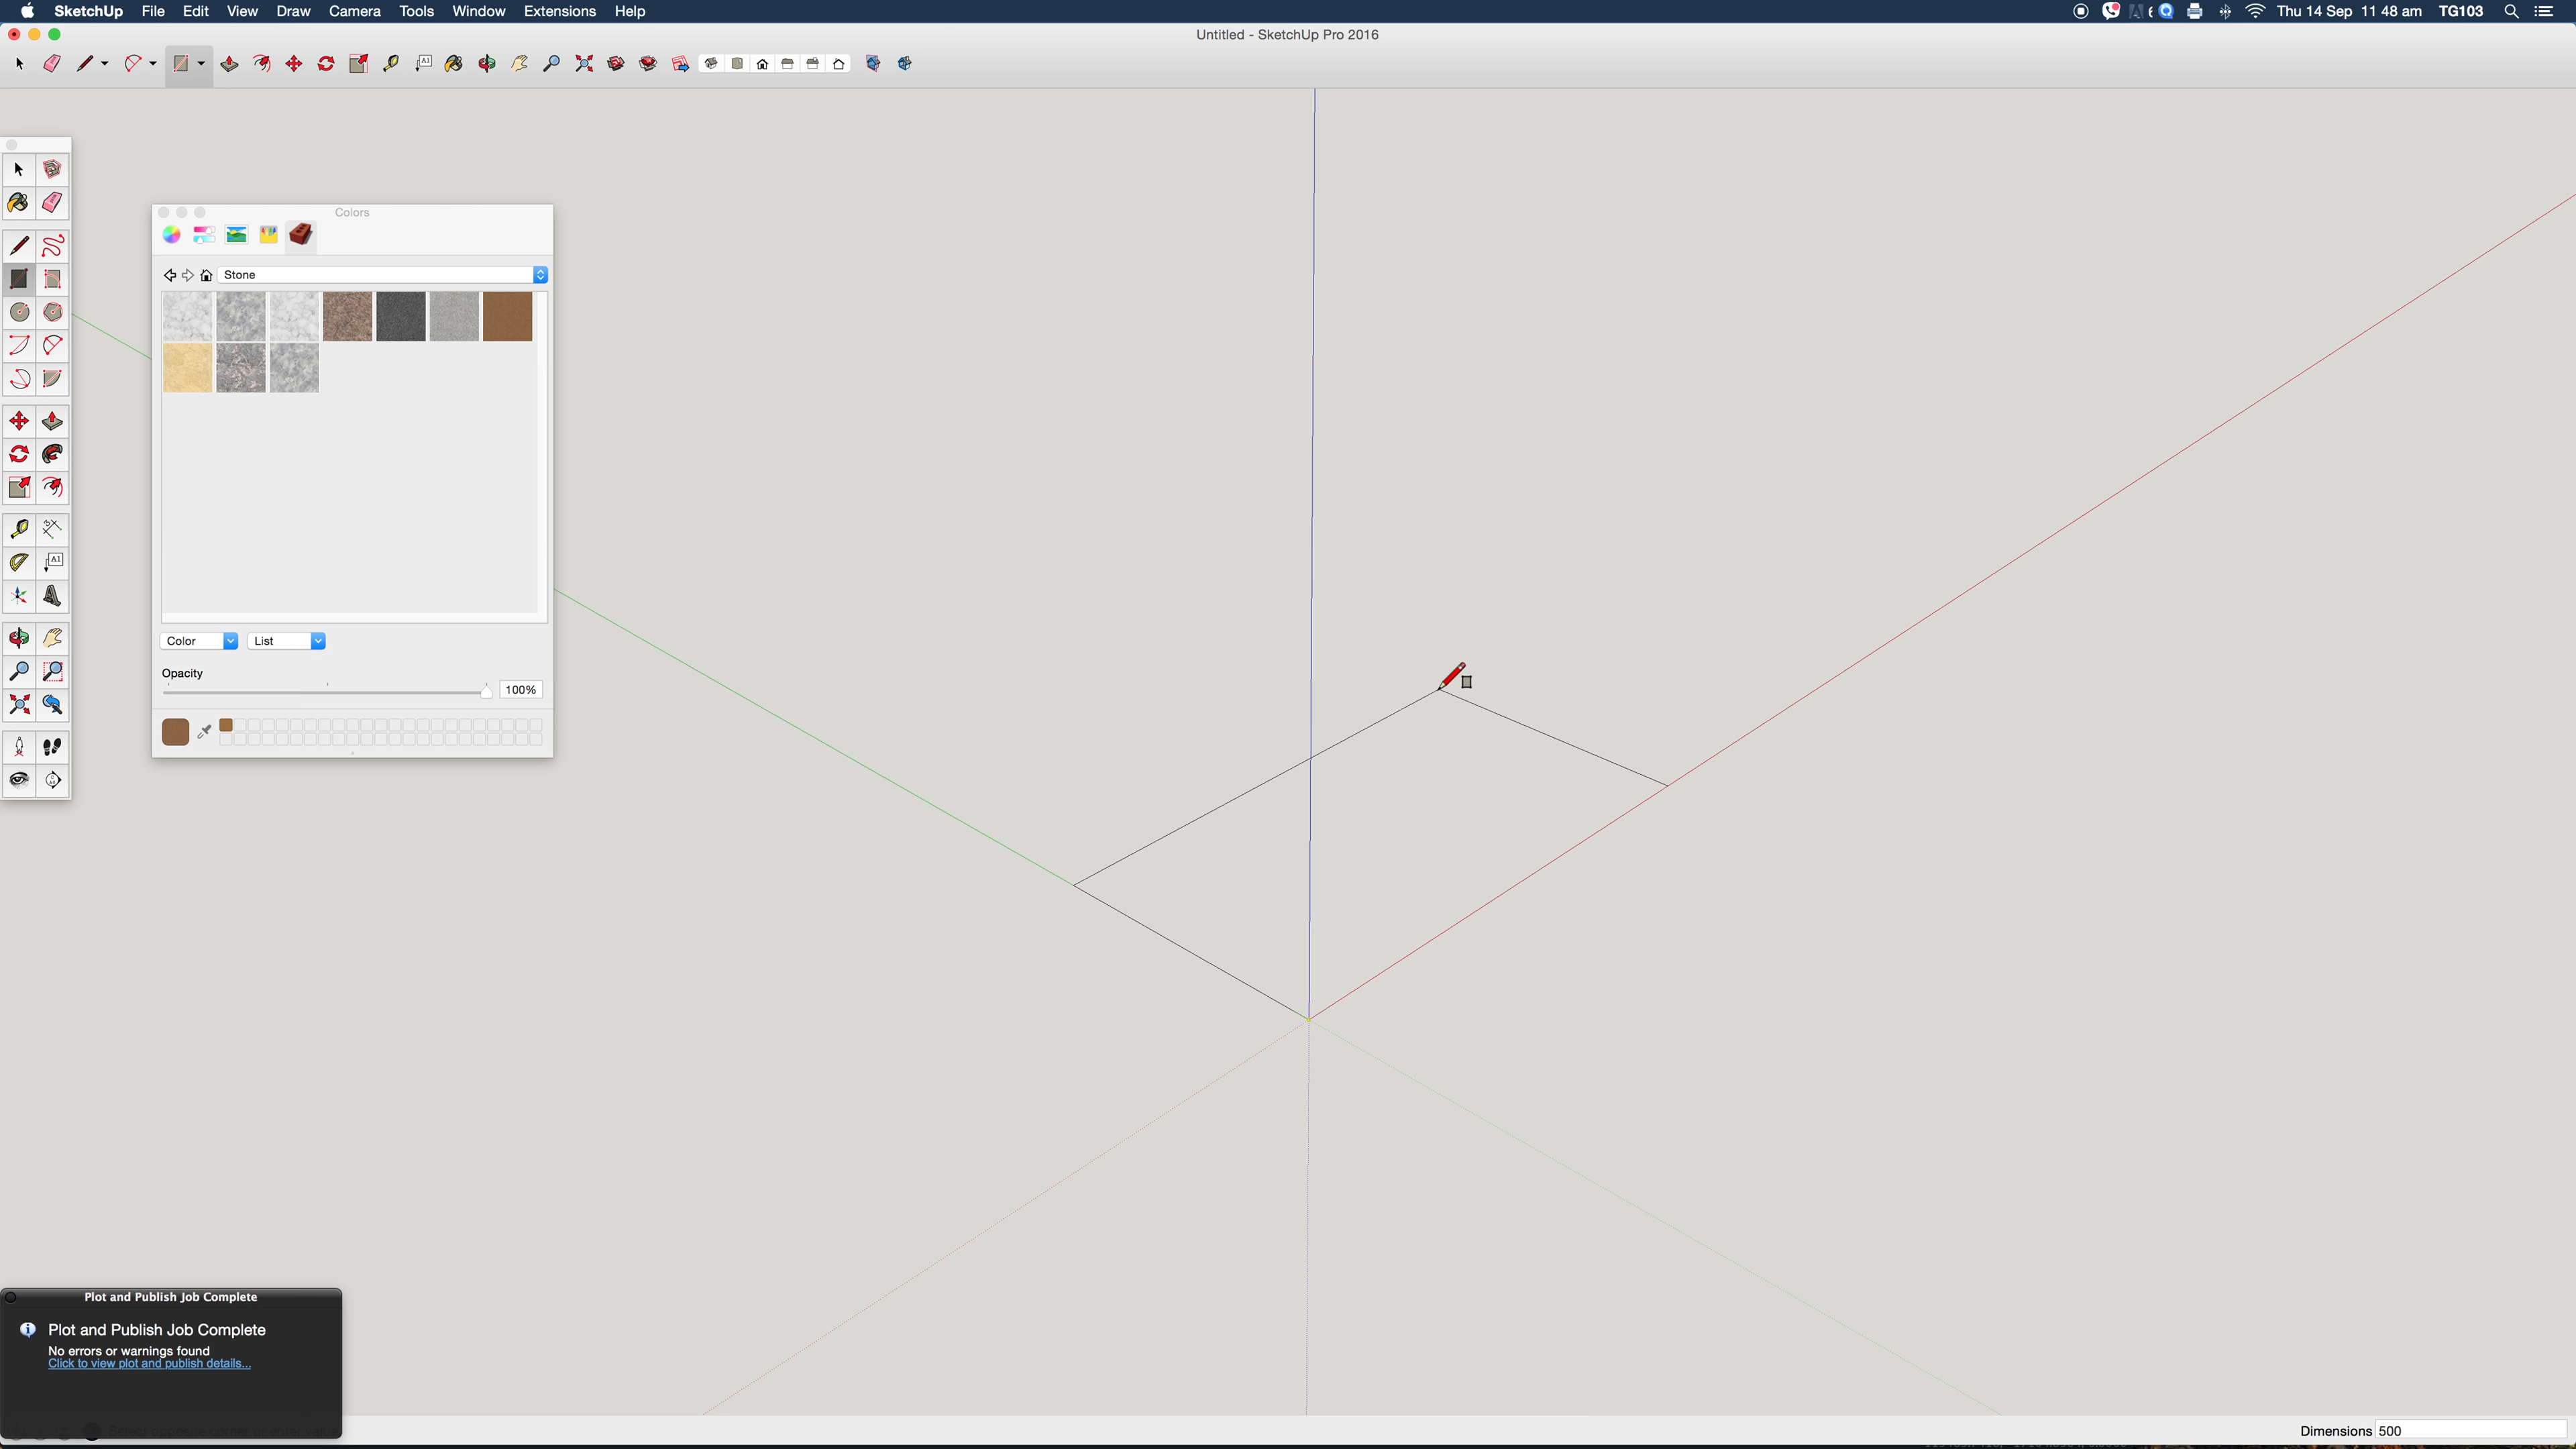 SketchUp File Edit View Draw Camera Tools Window Extensions Help
Thu 14 Sep 11 48 am TG103
Untitled - SketchUp Pro 2016
A1
Colors
Stone
A1
Color
List
Opacity
100%
Plot and Publish Job Complete
Plot and Publish Job Complete
No errors or warnings found
Click to view plot and publish details...
Dimensions 500